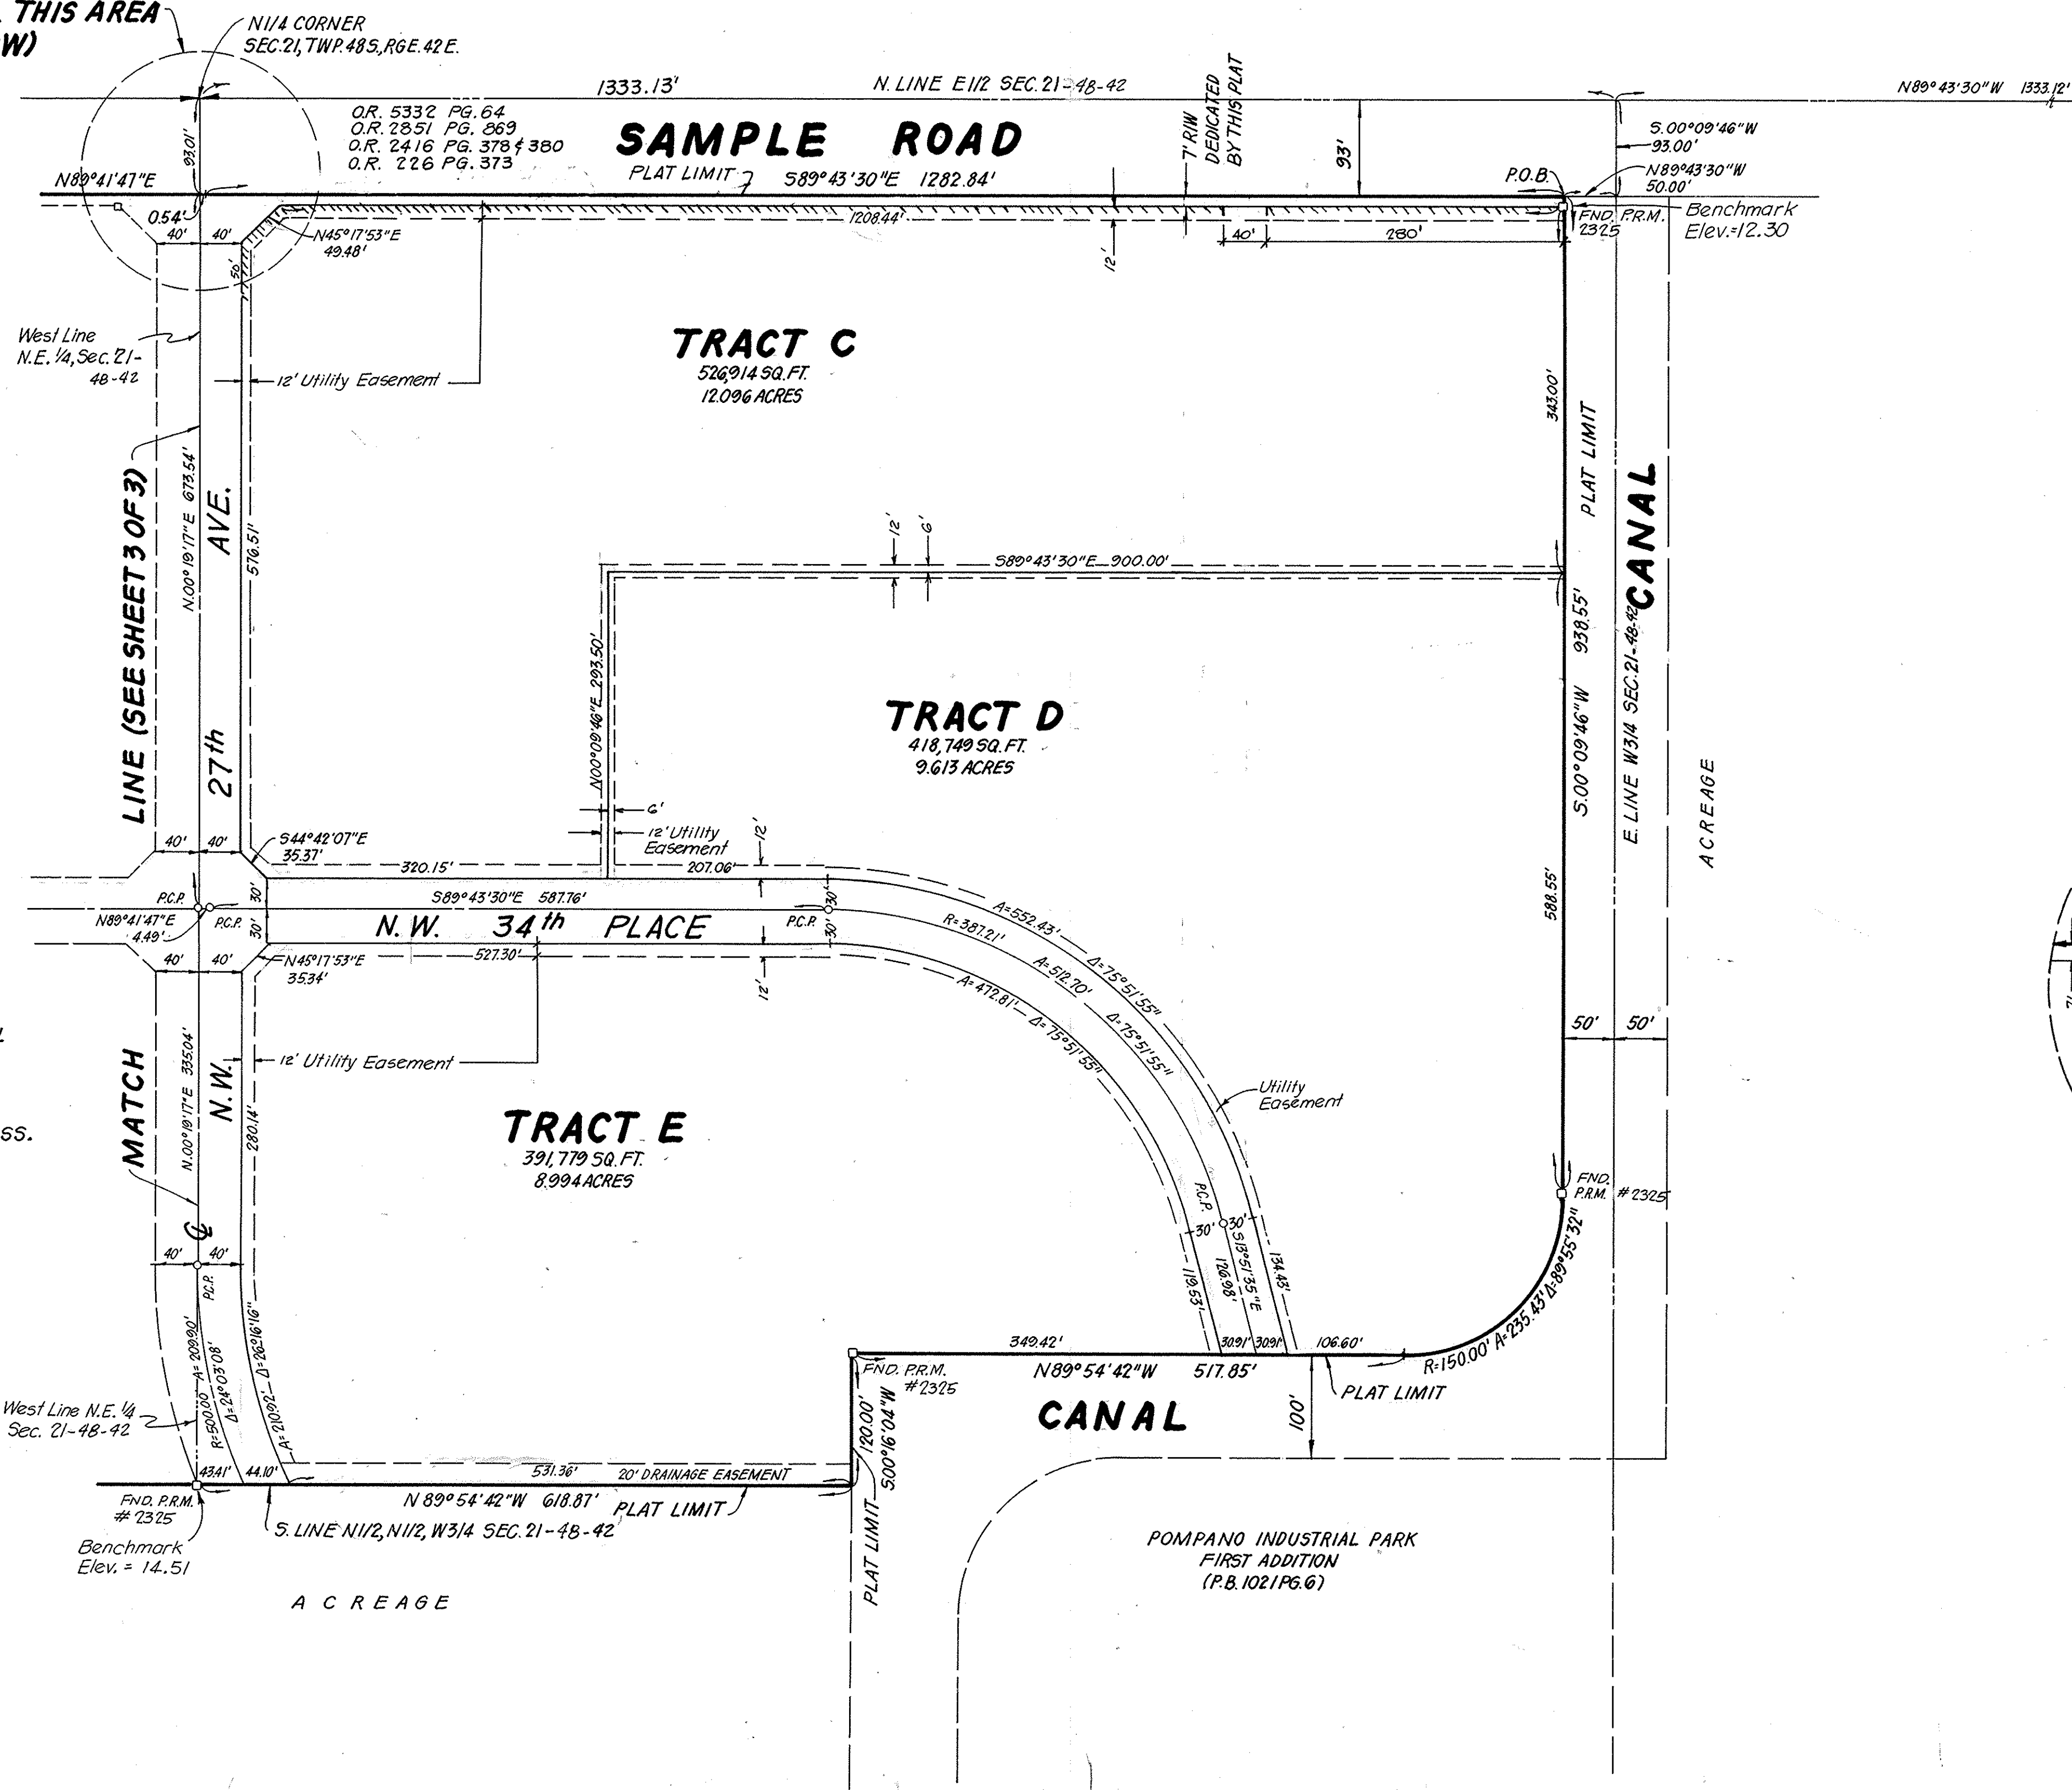 THIS AREA
W)
N1/4 CORNER
SEC.21,TWP.48S.,RGE.42E.
1333.13'
N. LINE E1/2 SEC. 21-48-42
N89°43'30"W 1333.12'
O.R. 5332 PG. 64
O.R. 2851 PG. 869
O.R. 2416 PG. 378 & 380
O.R. 226 PG. 373
SAMPLE ROAD
7' R/W
DEDICATED
BY THIS PLAT
93'
S.00°09'46"W
93.00'
N89°43'30"W
50.00'
93.01'
N89°41'47"E
PLAT LIMIT
S89°43'30"E 1282.84'
P.O.B.
0.54'
40' 40'
N45°17'53"E
49.48'
50'
1208.44'
12'
40'
280'
FND. P.R.M.
2325
Benchmark
Elev.=12.30
West Line
N.E. 1/4, Sec. 21-
48-42
12' Utility Easement
TRACT C
526,914 SQ.FT.
12.096 ACRES
343.00'
PLAT LIMIT
CANAL
LINE (SEE SHEET 3 OF 3)
N.00°19'17"E 673.54'
27th AVE.
576.51'
12'
6'
S89°43'30"E 900.00'
N00°09'46"E 293.50'
TRACT D
418,749 SQ.FT.
9.613 ACRES
S.00°09'46"W 938.55'
E. LINE W3/4 SEC.21-48-42
ACREAGE
6'
12' Utility
Easement
12'
40' 40'
S44°42'07"E
35.37'
320.15'
207.06'
P.C.P.
N89°41'47"E
4.49'
P.C.P.
30'
30'
S89°43'30"E 587.76'
P.C.P.
30'
30'
N.W. 34th PLACE
527.30'
12'
40' 40'
N45°17'53"E
35.34'
A=552.43'
Δ=75°51'55"
R=387.21'
A=512.70'
Δ=75°51'55"
A=472.81'
Δ=75°51'55"
588.55'
50' 50'
MATCH
N.00°19'17"E 335.04'
N.W.
280.14'
12' Utility Easement
ss.
TRACT E
391,779 SQ.FT.
8.994 ACRES
Utility
Easement
P.C.P.
30' 30'
S13°51'35"E
126.98'
119.53'
134.43'
FND.
P.R.M. #2325
R=150.00' A=235.43' Δ=89°55'32"
40' 40'
P.C.P.
A=209.90'
R=500.00'
Δ=24°03'08"
Δ=26°16'16"
A=210.92'
349.42'
30.91' 30.91'
106.60'
FND. P.R.M.
#2325
N89°54'42"W 517.85'
PLAT LIMIT
CANAL
100'
120.00'
S.00°16'04"W
PLAT LIMIT
West Line N.E. 1/4
Sec. 21-48-42
43.41' 44.10'
531.36'
20' DRAINAGE EASEMENT
FND. P.R.M.
#2325
N89°54'42"W 618.87'
PLAT LIMIT
S. LINE N1/2, N1/2, W3/4 SEC. 21-48-42
Benchmark
Elev. = 14.51
ACREAGE
POMPANO INDUSTRIAL PARK
FIRST ADDITION
(P.B. 102/PG.6)